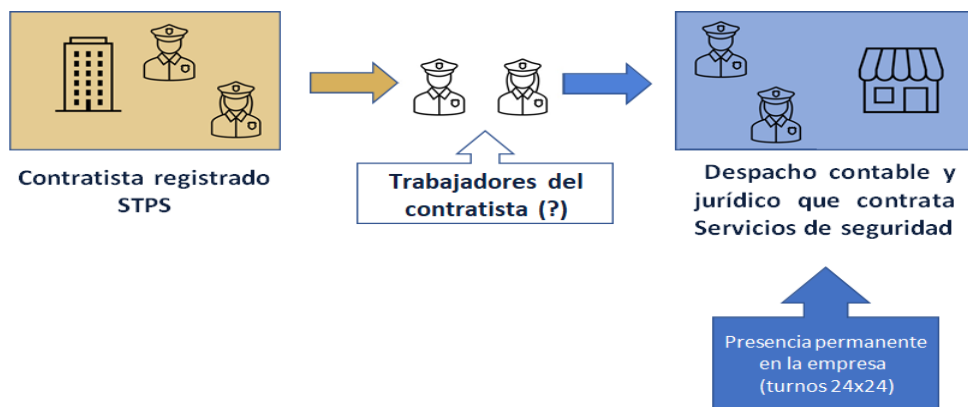 Contratista registrado
STPS
Trabajadores del
contratista (?)
Despacho contable y
jurídico que contrata
Servicios de seguridad
Presencia permanente
en la empresa
(turnos 24x24)